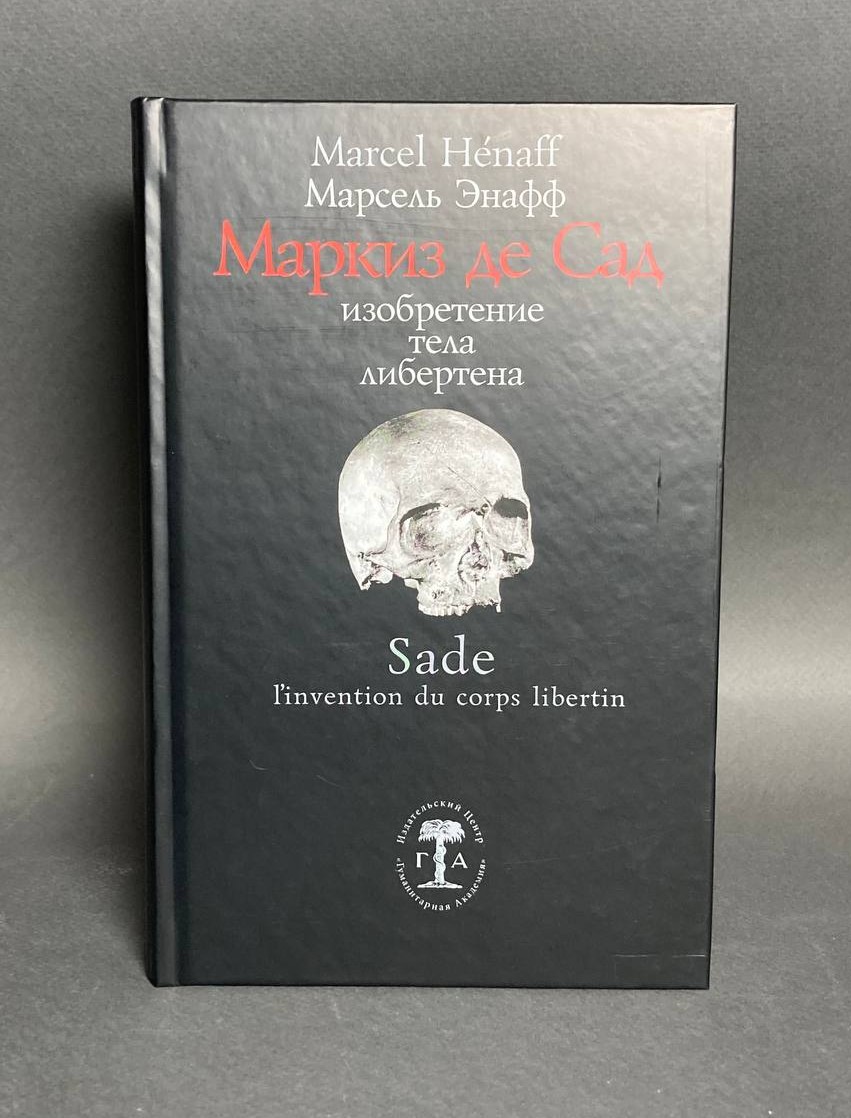 Marcel Hénaff
Марсель Энафф
Маркиз де Сад
изобретение
тела
либертена
Sade
l'invention du corps libertin
Издательский Центр
Г А
"Гуманитарная Академия"